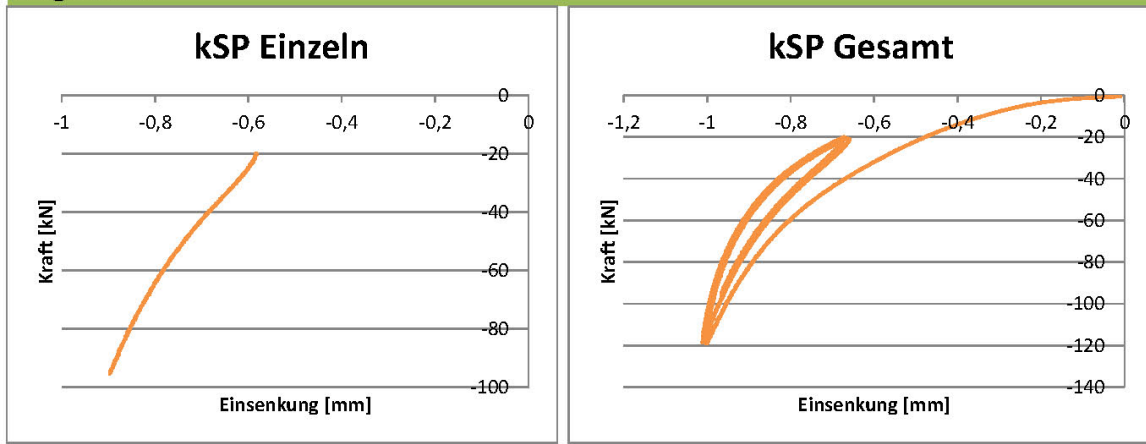 kSP Einzeln
0
-1 -0,8 -0,6 -0,4 -0,2 0
-20
-40
-60
-80
-100
Kraft [kN]
Einsenkung [mm]
kSP Gesamt
0
-1,2 -1 -0,8 -0,6 -0,4 -0,2 0
-20
-40
-60
-80
-100
-120
-140
Kraft [kN]
Einsenkung [mm]